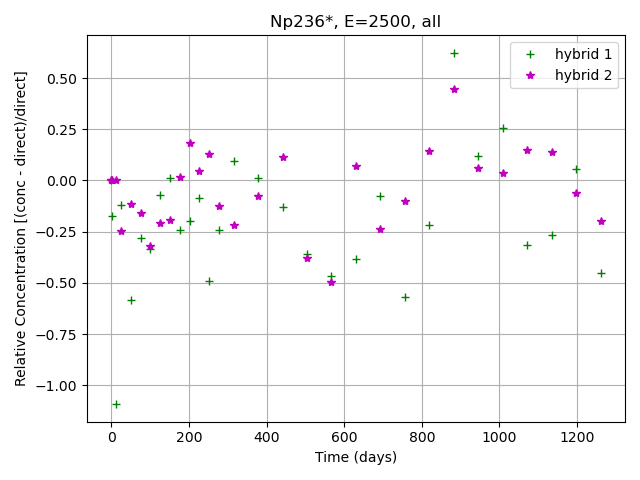 Np236*, E=2500, all
hybrid 1
hybrid 2
0.50
0.25
0.00
−0.25
−0.50
−0.75
−1.00
Relative Concentration [(conc - direct)/direct]
0 200 400 600 800 1000 1200
Time (days)